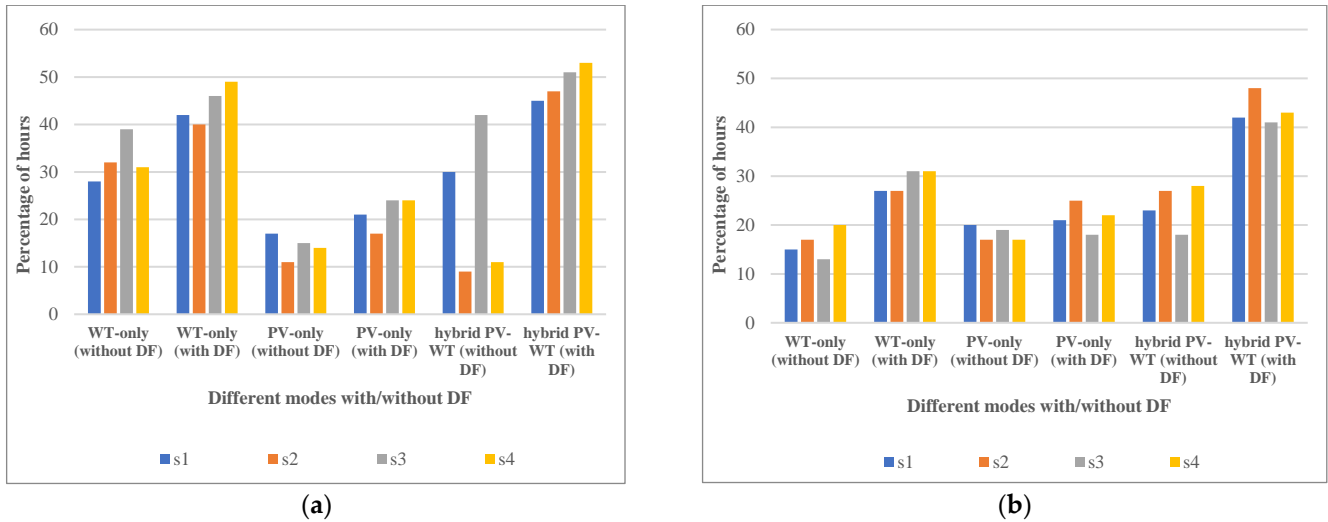 60
50
40
30
20
10
0
Percentage of hours
WT-only
(without DF)
WT-only
(with DF)
PV-only
(without DF)
PV-only
(with DF)
hybrid PV-
WT (without
DF)
hybrid PV-
WT (with
DF)
Different modes with/without DF
s1 s2 s3 s4
(a)
60
50
40
30
20
10
0
Percentage of hours
WT-only
(without DF)
WT-only
(with DF)
PV-only
(without DF)
PV-only
(with DF)
hybrid PV-
WT (without
DF)
hybrid PV-
WT (with
DF)
Different modes with/without DF
s1 s2 s3 s4
(b)